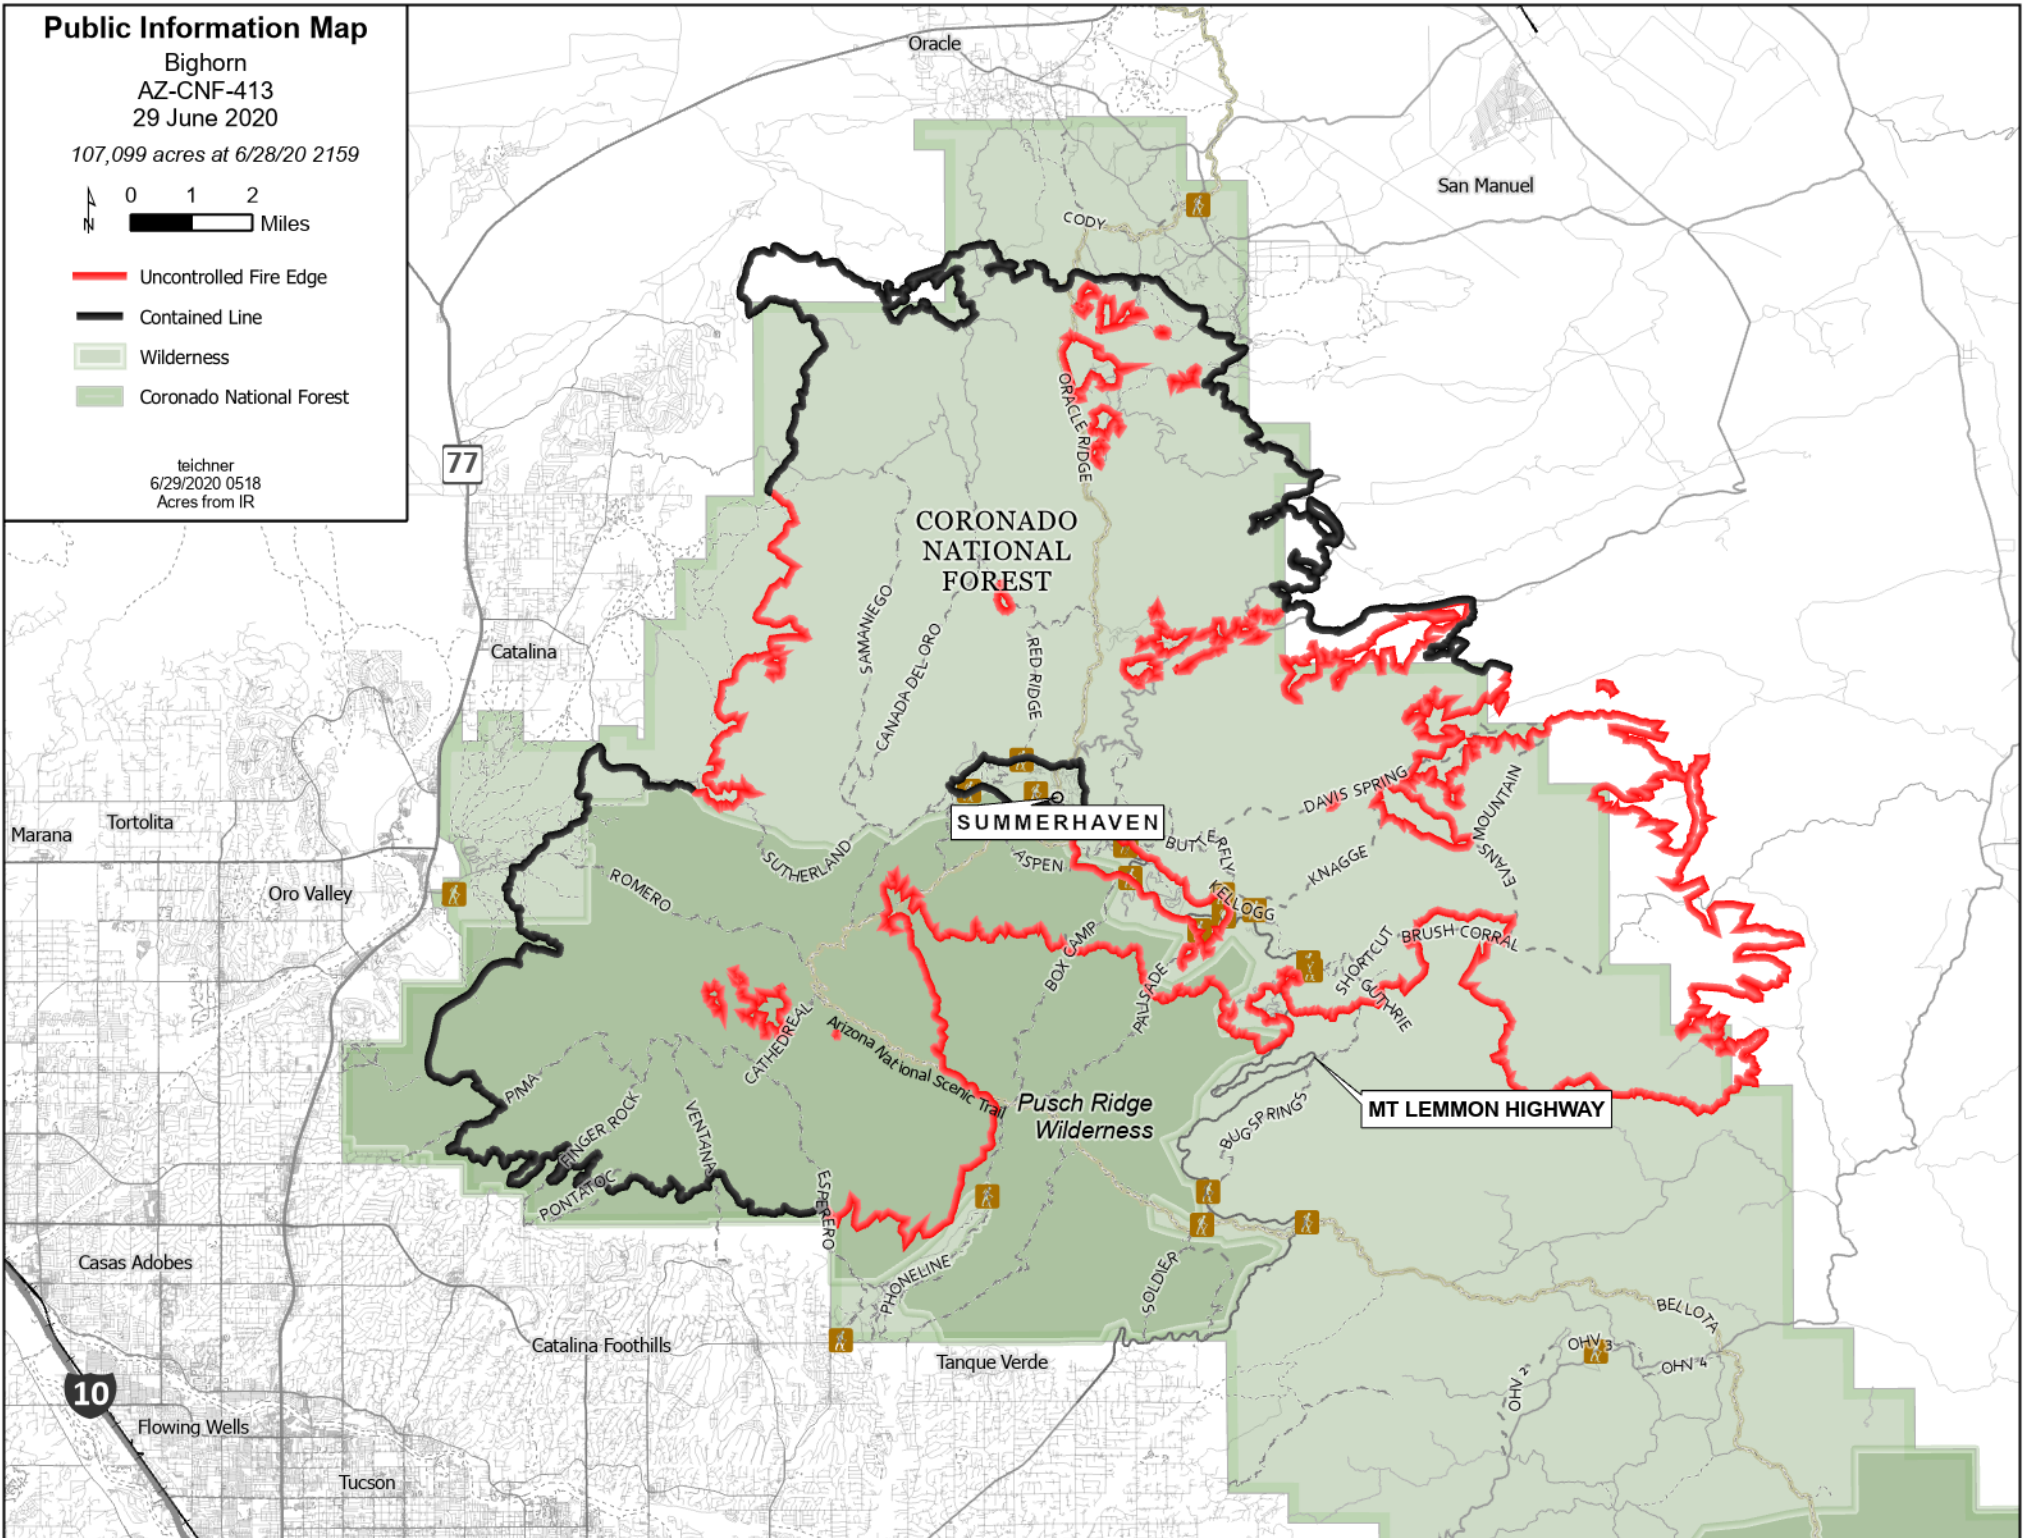 Public Information Map
Bighorn
AZ-CNF-413
29 June 2020
107,099 acres at 6/28/20 2159
0 1 2
Miles
N
Uncontrolled Fire Edge
Contained Line
Wilderness
Coronado National Forest
teichner
6/29/2020 0518
Acres from IR
Oracle
San Manuel
CODY
77
ORACLE RIDGE
CORONADO
NATIONAL
FOREST
SAMANIEGO
CANADA DEL ORO
RED RIDGE
Catalina
Marana
Tortolita
Oro Valley
SUMMERHAVEN
DAVIS SPRING
EVANS MOUNTAIN
BUTTERFLY
KNAGGE
ASPEN
SUTHERLAND
ROMERO
KELLOGG
BRUSH CORRAL
SHORTCUT
GUTHRIE
BOX CAMP
PALISADE
CATHEDREAL
Arizona National Scenic Trail
Pusch Ridge
Wilderness
MT LEMMON HIGHWAY
BUG SPRINGS
PIMA
FINGER ROCK
VENTANA
PONTATOC
ESPERERO
PHONELINE
SOLDIER
Casas Adobes
Catalina Foothills
Tanque Verde
BELLOTA
OHV 3
OHV 4
OHV 2
10
Flowing Wells
Tucson